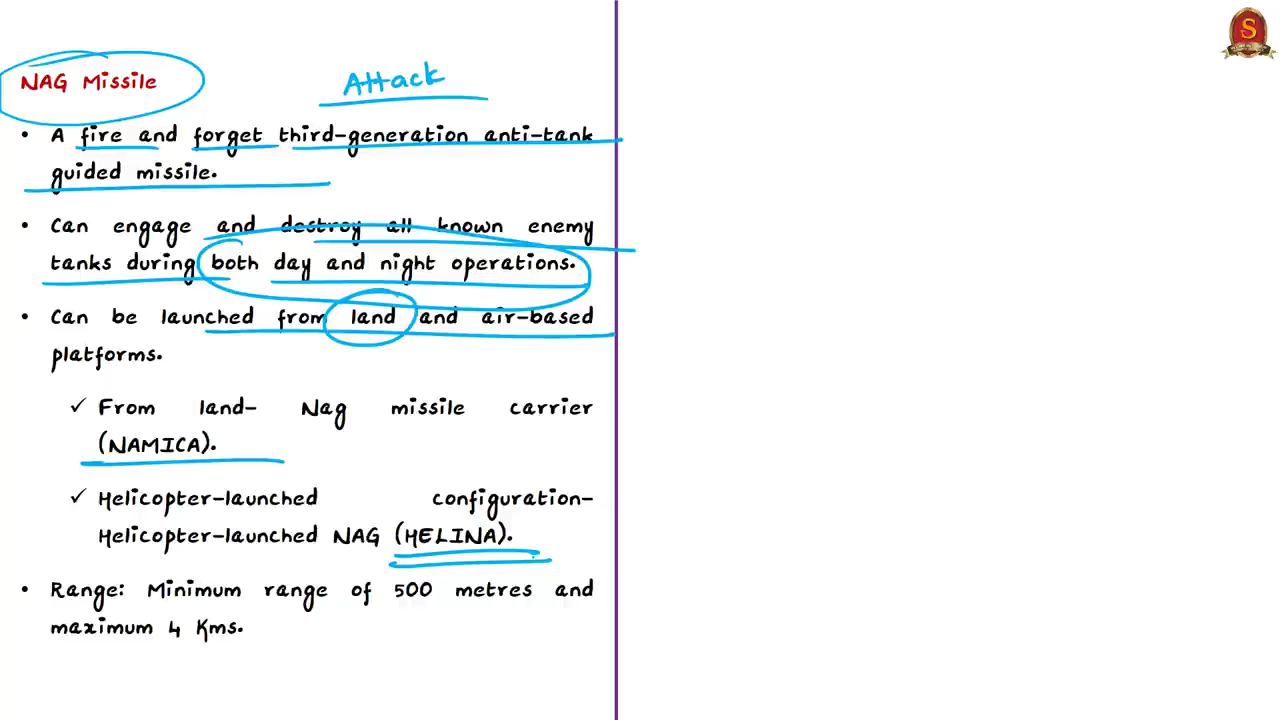 NAG Missile
Attack
• A fire and forget third-generation anti-tank
guided missile.
• Can engage and destroy all known enemy
tanks during both day and night operations.
• Can be launched from land and air-based
platforms.
✓ From land- Nag missile carrier
(NAMICA).
✓ Helicopter-launched configuration-
Helicopter-launched NAG (HELINA).
• Range: Minimum range of 500 metres and
maximum 4 Kms.
S